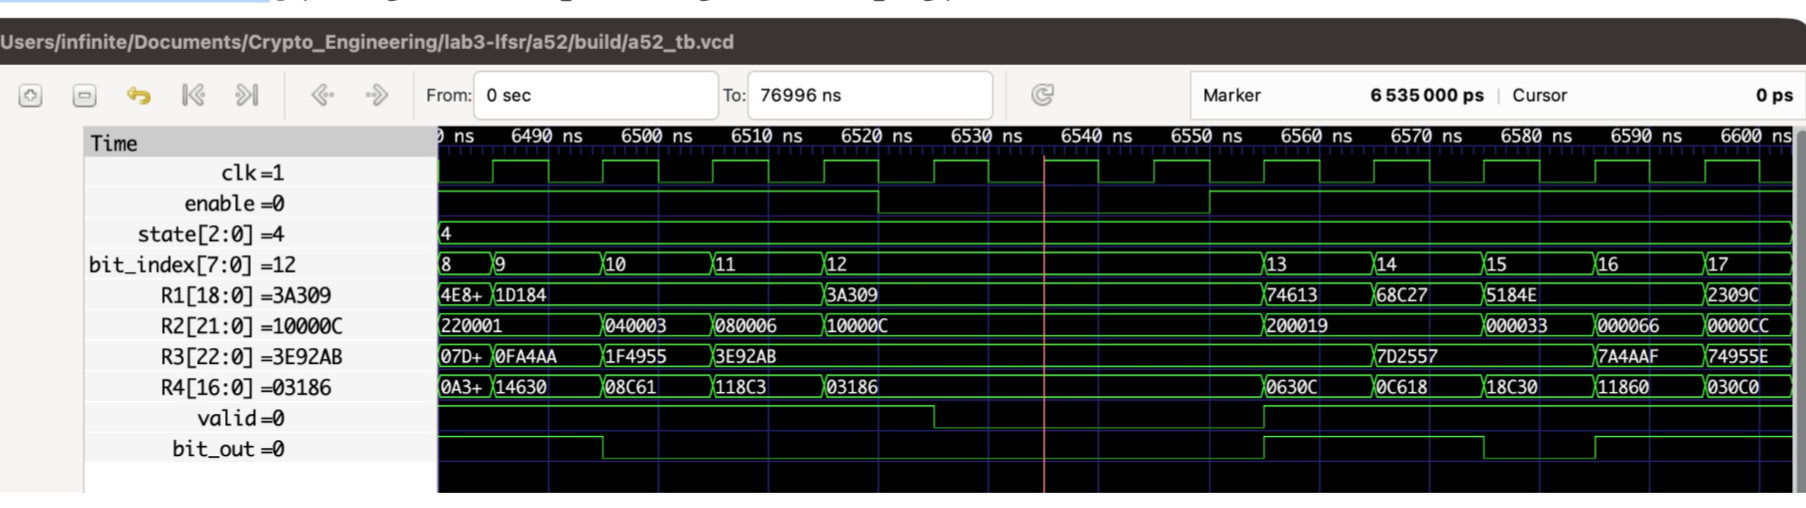 Users/infinite/Documents/Crypto_Engineering/lab3-lfsr/a52/build/a52_tb.vcd
From: 0 sec To: 76996 ns Marker 6 535 000 ps | Cursor 0 ps
Time 0 ns 6490 ns 6500 ns 6510 ns 6520 ns 6530 ns 6540 ns 6550 ns 6560 ns 6570 ns 6580 ns 6590 ns 6600 ns
clk =1
enable =0
state[2:0] =4 4
bit_index[7:0] =12 8 9 10 11 12 13 14 15 16 17
R1[18:0] =3A309 4E8+ 1D184 3A309 74613 68C27 5184E 2309C
R2[21:0] =10000C 220001 040003 080006 10000C 200019 000033 000066 0000CC
R3[22:0] =3E92AB 07D+ 0FA4AA 1F4955 3E92AB 7D2557 7A4AAF 74955E
R4[16:0] =03186 0A3+ 14630 08C61 118C3 03186 0630C 0C618 18C30 11860 030C0
valid =0
bit_out =0